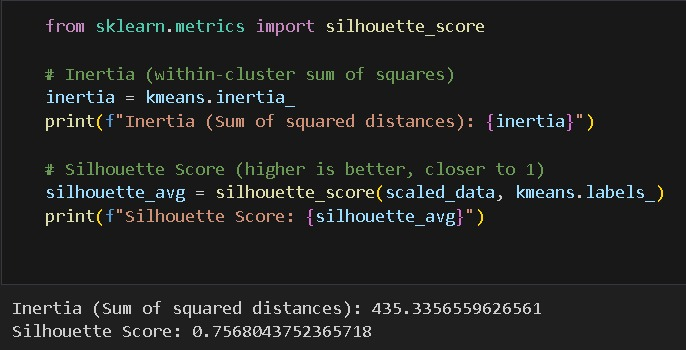 from sklearn.metrics import silhouette_score
# Inertia (within-cluster sum of squares)
inertia = kmeans.inertia_
print(f"Inertia (Sum of squared distances): {inertia}")
# Silhouette Score (higher is better, closer to 1)
silhouette_avg = silhouette_score(scaled_data, kmeans.labels_)
print(f"Silhouette Score: {silhouette_avg}")
Inertia (Sum of squared distances): 435.3356559626561
Silhouette Score: 0.7568043752365718